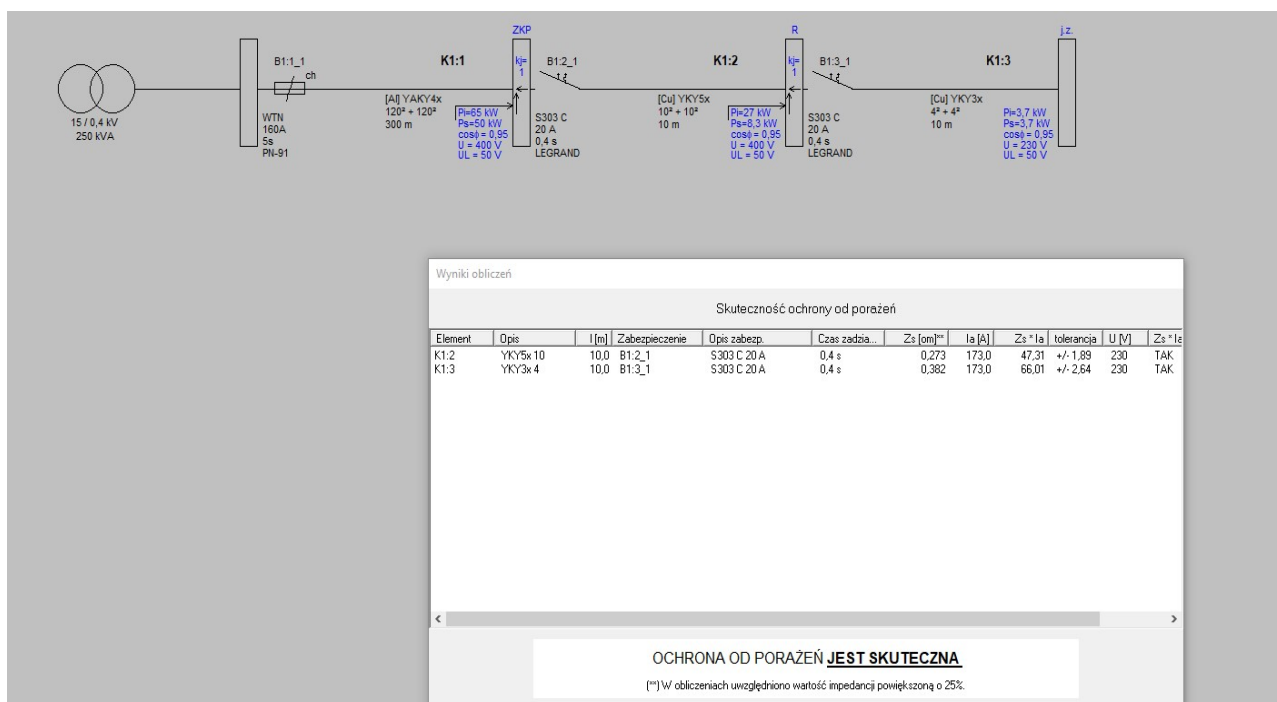 ZKP
R
j.z.
B1:1_1
ch
K1:1
kj=
1
B1:2_1
K1:2
kj=
1
B1:3_1
K1:3
15 / 0,4 kV
250 kVA
WTN
160A
5s
PN-91
[Al] YAKY4x
120² + 120²
300 m
Pi=65 kW
Ps=50 kW
cosϕ = 0,95
U = 400 V
UL = 50 V
S303 C
20 A
0,4 s
LEGRAND
[Cu] YKY5x
10² + 10²
10 m
Pi=27 kW
Ps=8,3 kW
cosϕ = 0,95
U = 400 V
UL = 50 V
S303 C
20 A
0,4 s
LEGRAND
[Cu] YKY3x
4² + 4²
10 m
Pi=3,7 kW
Ps=3,7 kW
cosϕ = 0,95
U = 230 V
UL = 50 V
Wyniki obliczeń
Skuteczność ochrony od porażeń
Element Opis l [m] Zabezpieczenie Opis zabezp. Czas zadzia... Zs [om]** Ia [A] Zs * Ia tolerancja U [V] Zs * Ia
K1:2 YKY5x 10 10,0 B1:2_1 S303 C 20 A 0,4 s 0,273 173,0 47,31 +/- 1,89 230 TAK
K1:3 YKY3x 4 10,0 B1:3_1 S303 C 20 A 0,4 s 0,382 173,0 66,01 +/- 2,64 230 TAK
OCHRONA OD PORAŻEŃ JEST SKUTECZNA
(**) W obliczeniach uwzględniono wartość impedancji powiększoną o 25%.